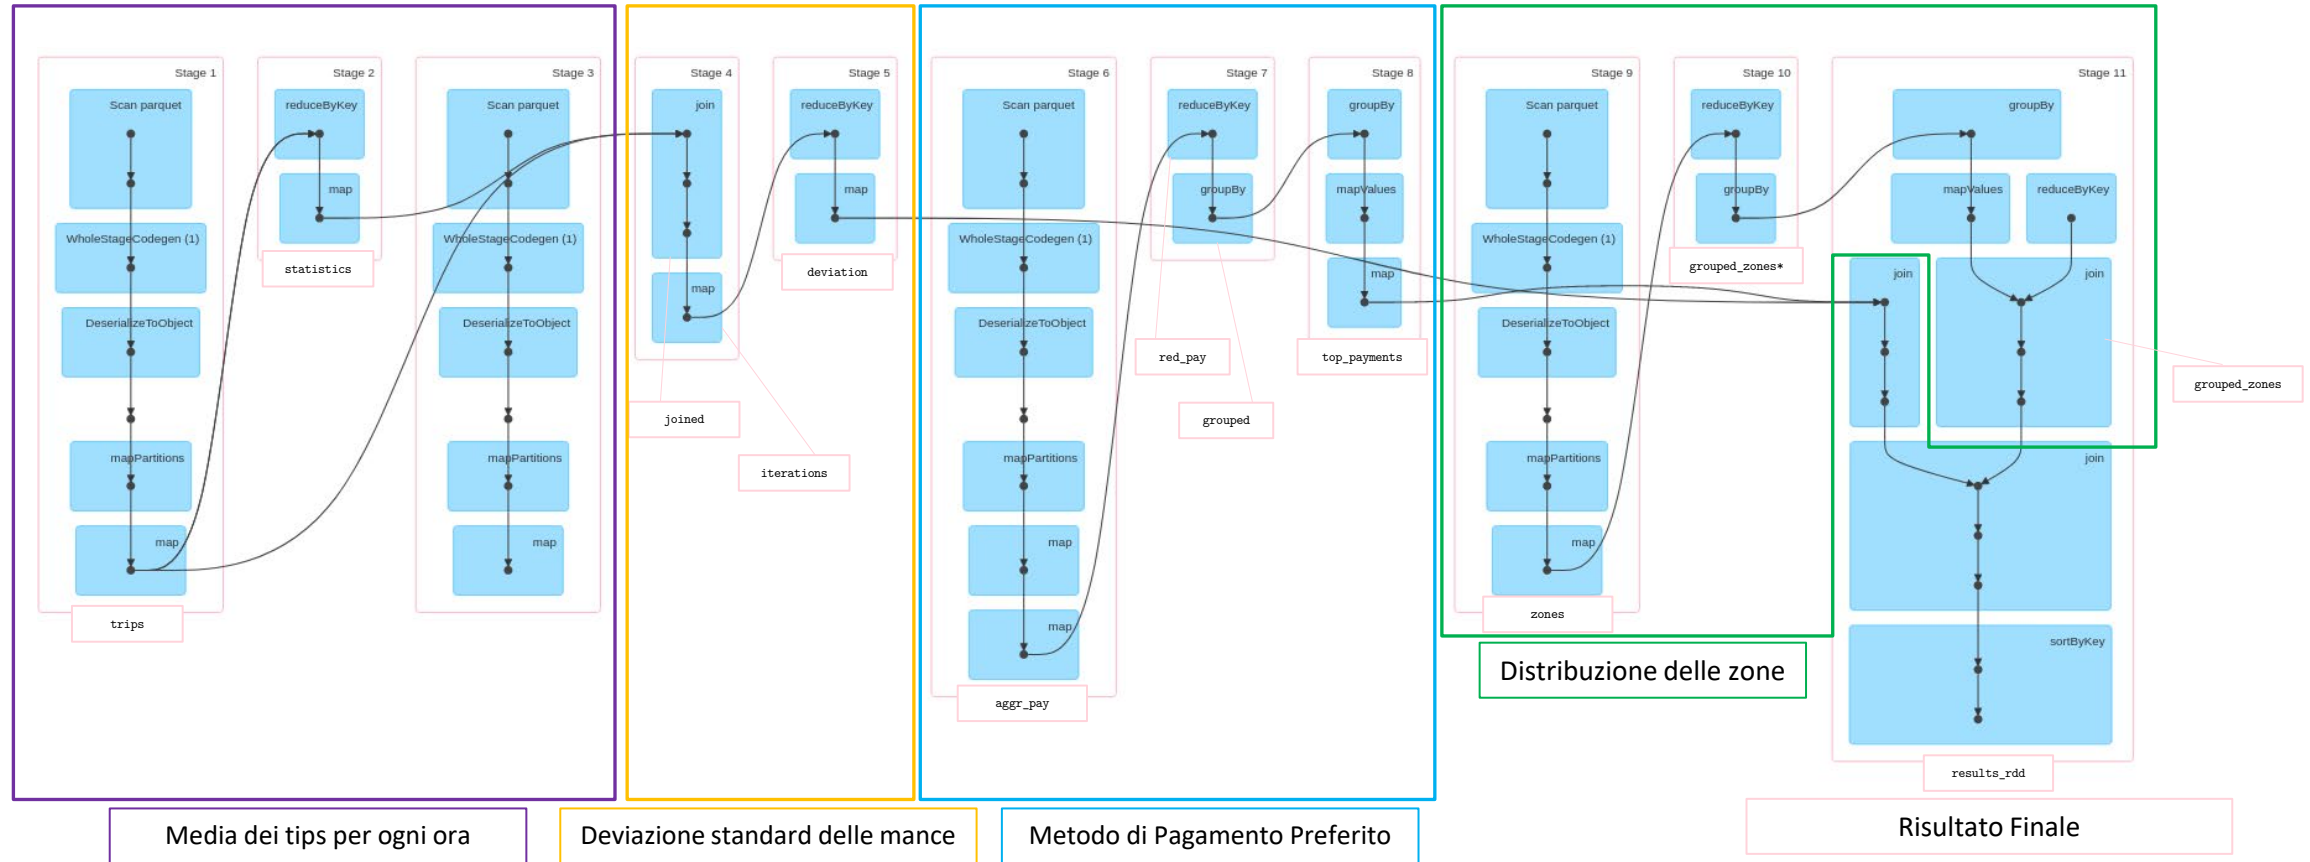 Stage 1
Scan parquet
WholeStageCodegen (1)
DeserializeToObject
mapPartitions
map
trips
Stage 2
reduceByKey
map
statistics
Stage 3
Scan parquet
WholeStageCodegen (1)
DeserializeToObject
mapPartitions
map
Media dei tips per ogni ora
Stage 4
join
map
joined
iterations
Stage 5
reduceByKey
map
deviation
Deviazione standard delle mance
Stage 6
Scan parquet
WholeStageCodegen (1)
DeserializeToObject
mapPartitions
map
map
aggr_pay
Stage 7
reduceByKey
groupBy
red_pay
grouped
Stage 8
groupBy
mapValues
map
top_payments
Metodo di Pagamento Preferito
Stage 9
Scan parquet
WholeStageCodegen (1)
DeserializeToObject
mapPartitions
map
zones
Stage 10
reduceByKey
groupBy
grouped_zones*
Distribuzione delle zone
Stage 11
groupBy
mapValues
reduceByKey
join
join
grouped_zones
join
sortByKey
results_rdd
Risultato Finale